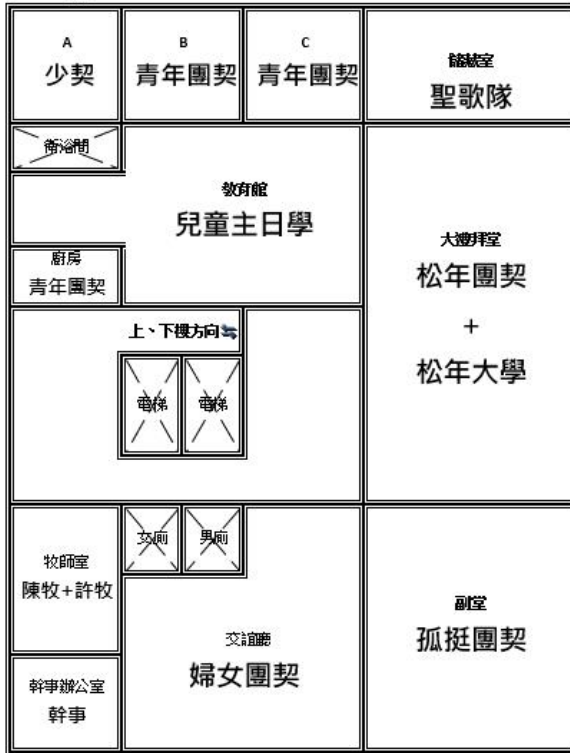 A
少契
B
青年團契
C
青年團契
儲藏室
聖歌隊
衛浴間
教育館
兒童主日學
大禮拜堂
松年團契
+
松年大學
廚房
青年團契
上、下樓方向
電梯
電梯
女廁
男廁
牧師室
陳牧+許牧
交誼廳
婦女團契
副堂
孤挺團契
幹事辦公室
幹事